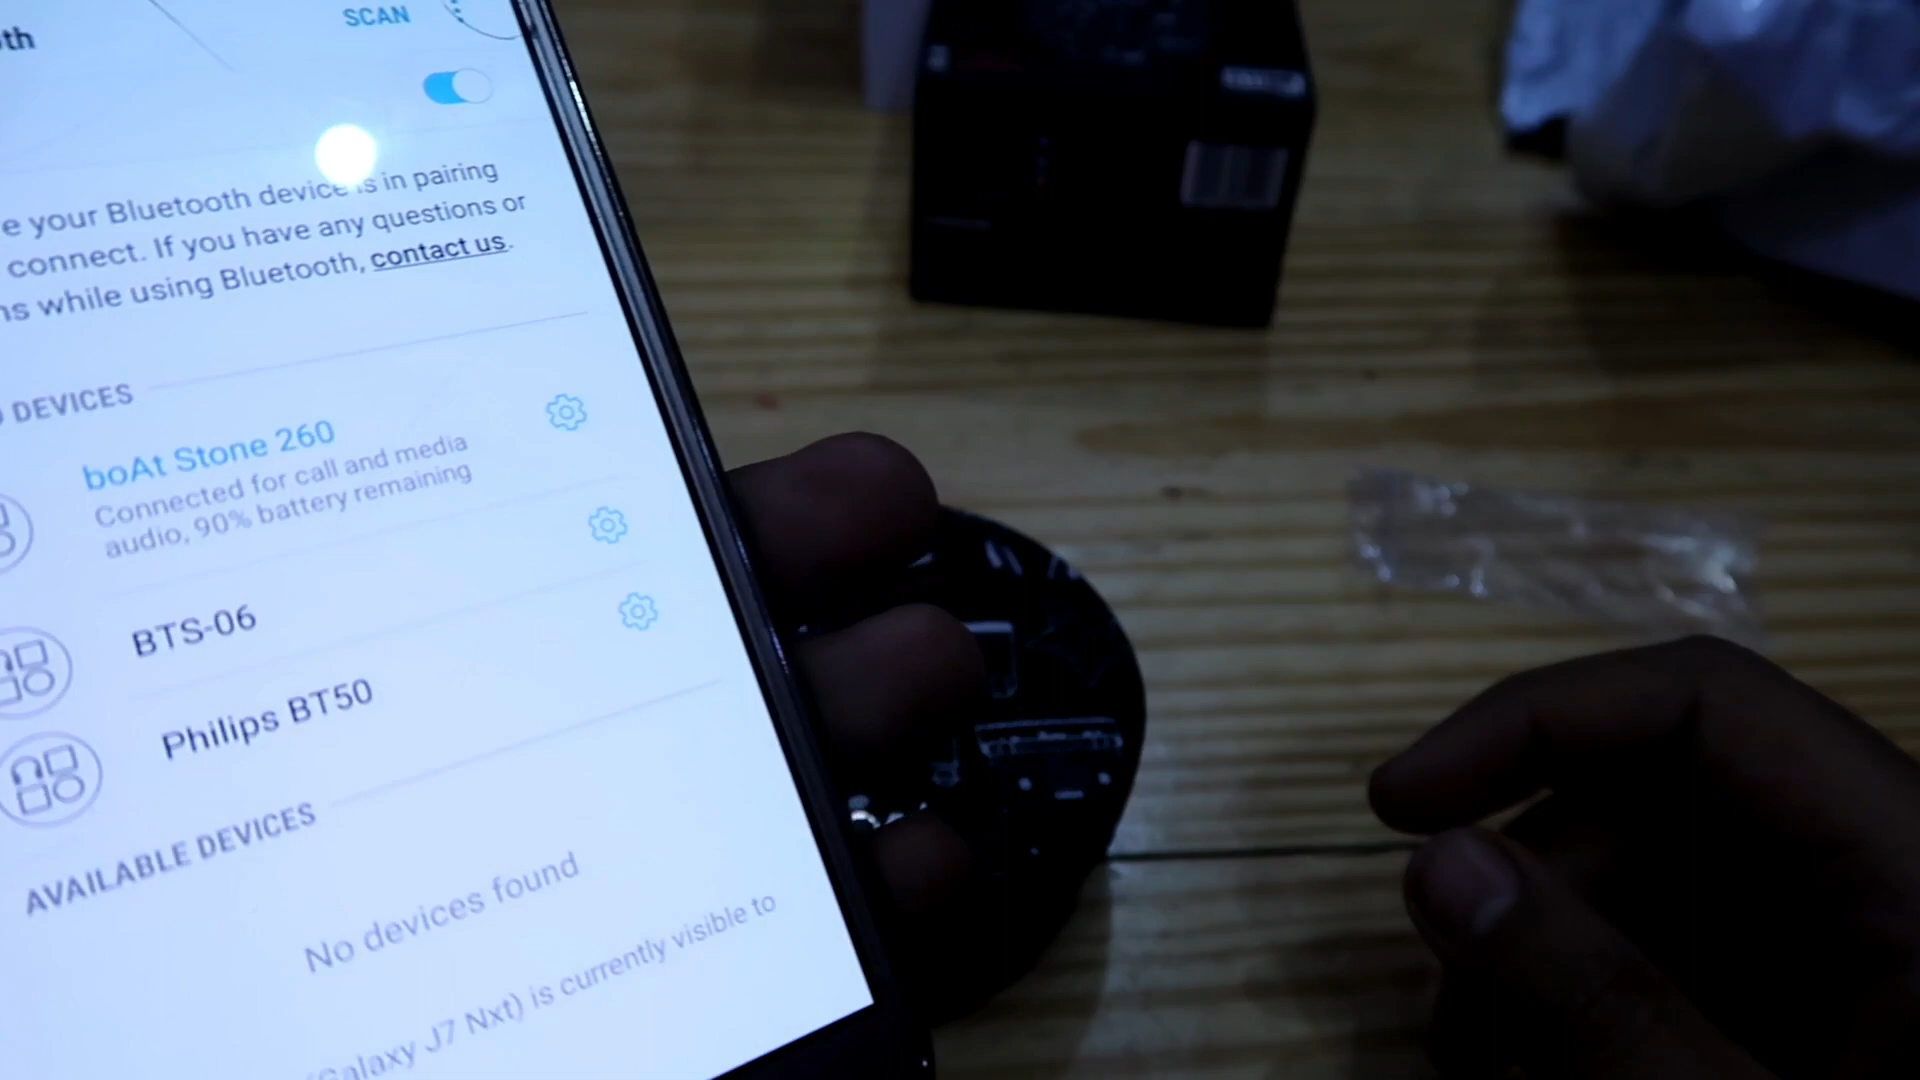 th
SCAN
e your Bluetooth device is in pairing
connect. If you have any questions or
ns while using Bluetooth, contact us.
DEVICES
boAt Stone 260
Connected for call and media
audio, 90% battery remaining
BTS-06
Philips BT50
AVAILABLE DEVICES
No devices found
Galaxy J7 Nxt) is currently visible to